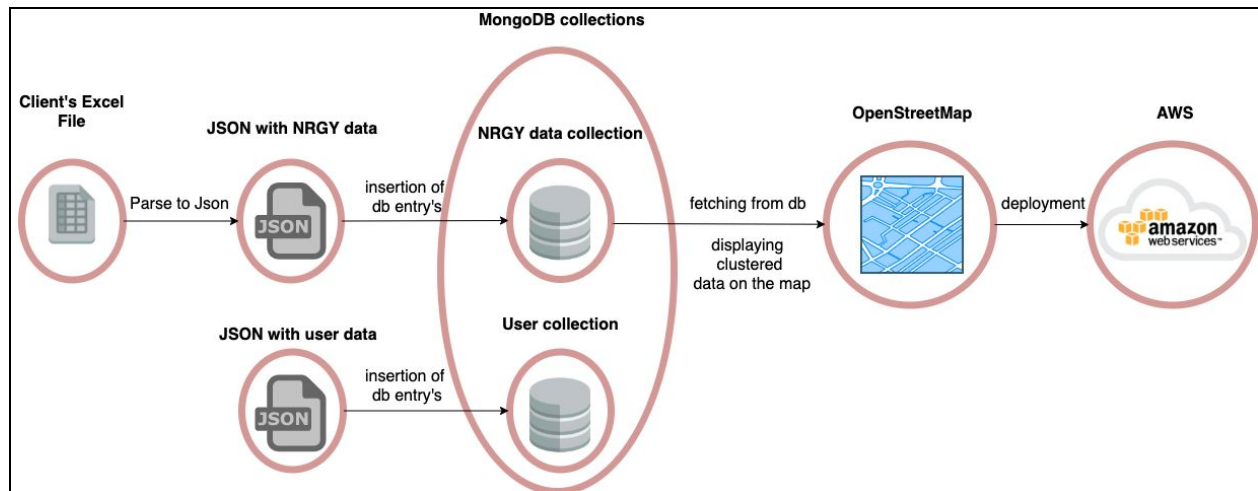 MongoDB collections
Client's Excel
File
JSON with NRGY data
NRGY data collection
OpenStreetMap
AWS
Parse to Json
JSON
insertion of
db entry's
fetching from db
displaying
clustered
data on the map
deployment
amazon
webservices™
JSON with user data
User collection
JSON
insertion of
db entry's